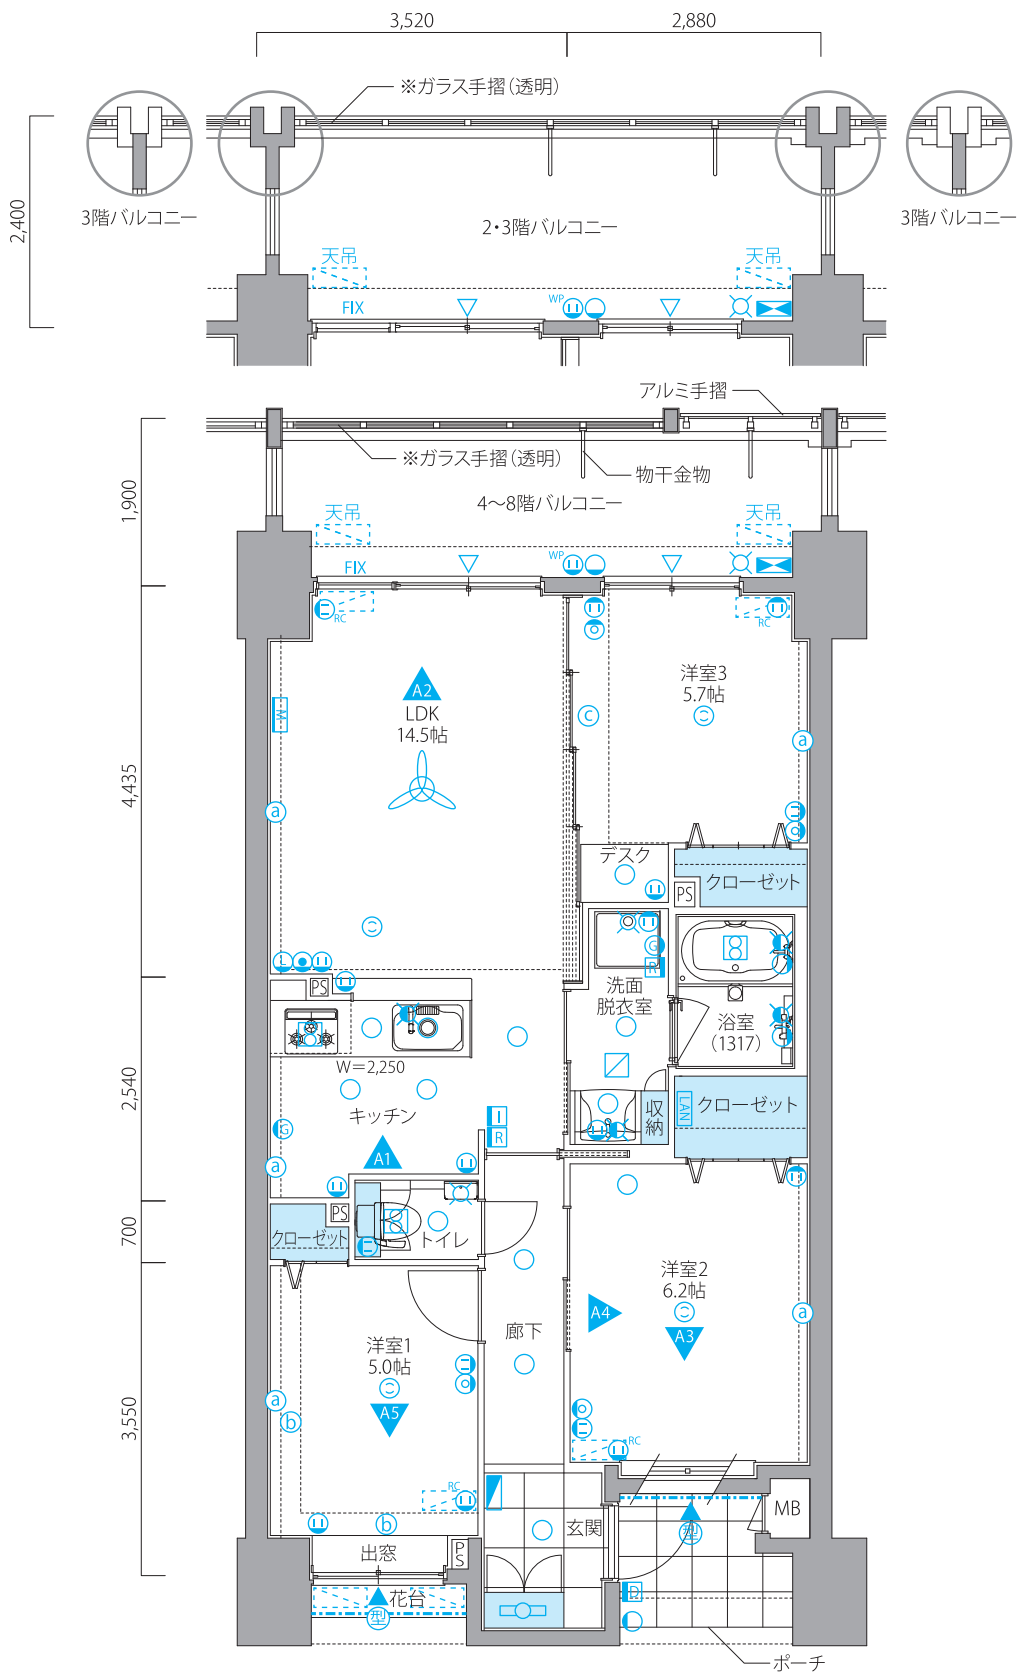 3,520
2,880
※ガラス手摺(透明)
2,400
3階バルコニー
3階バルコニー
2・3階バルコニー
天吊
天吊
FIX
WP
アルミ手摺
※ガラス手摺(透明)
物干金物
1,900
4〜8階バルコニー
天吊
天吊
FIX
WP
RC
RC
洋室3
5.7帖
A2
LDK
14.5帖
M
C
a
4,435
a
デスク
クローゼット
PS
G
R
L
PS
洗面
脱衣室
浴室
(1317)
W=2,250
2,540
キッチン
収納
LAN
クローゼット
I
R
G
A1
a
PS
700
クローゼット
トイレ
洋室2
6.2帖
A4
A3
a
廊下
洋室1
5.0帖
A5
a
b
3,550
RC
RC
b
MB
玄関
型
出窓
PS
花台
型
D
ポーチ